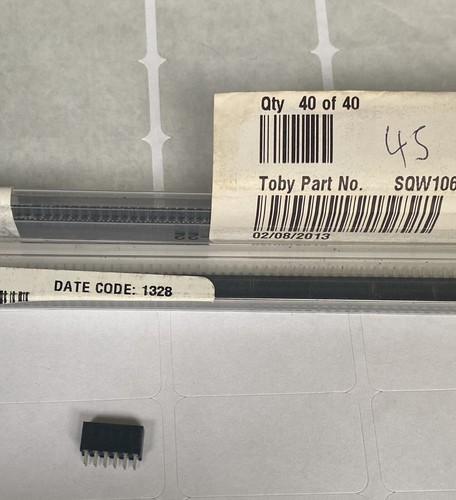 Qty 40 of 40
45
Toby Part No. SQW106
02/08/2013
DATE CODE: 1328